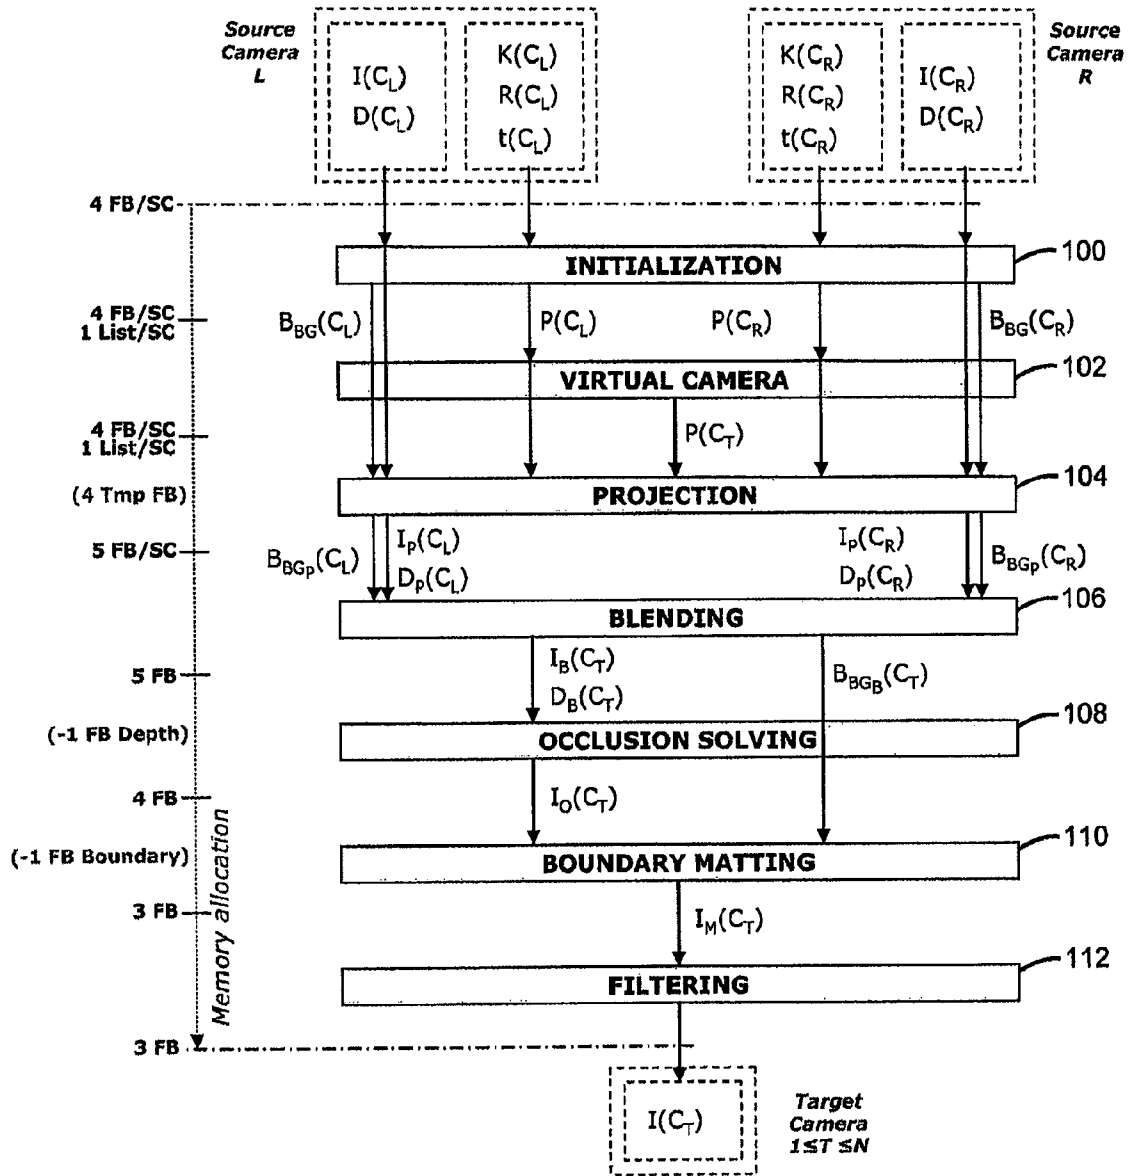 Source
Camera
L
I(C_L)
D(C_L)
K(C_L)
R(C_L)
t(C_L)
K(C_R)
R(C_R)
t(C_R)
I(C_R)
D(C_R)
Source
Camera
R
4 FB/SC
INITIALIZATION
100
4 FB/SC
1 List/SC
B_BG(C_L)
P(C_L)
P(C_R)
B_BG(C_R)
VIRTUAL CAMERA
102
4 FB/SC
1 List/SC
P(C_T)
(4 Tmp FB)
PROJECTION
104
5 FB/SC
B_BGp(C_L)
I_P(C_L)
D_P(C_L)
I_P(C_R)
D_P(C_R)
B_BGp(C_R)
BLENDING
106
5 FB
I_B(C_T)
D_B(C_T)
B_BGB(C_T)
(-1 FB Depth)
OCCLUSION SOLVING
108
4 FB
I_O(C_T)
(-1 FB Boundary)
BOUNDARY MATTING
110
3 FB
Memory allocation
I_M(C_T)
FILTERING
112
3 FB
I(C_T)
Target
Camera
1≤T ≤N